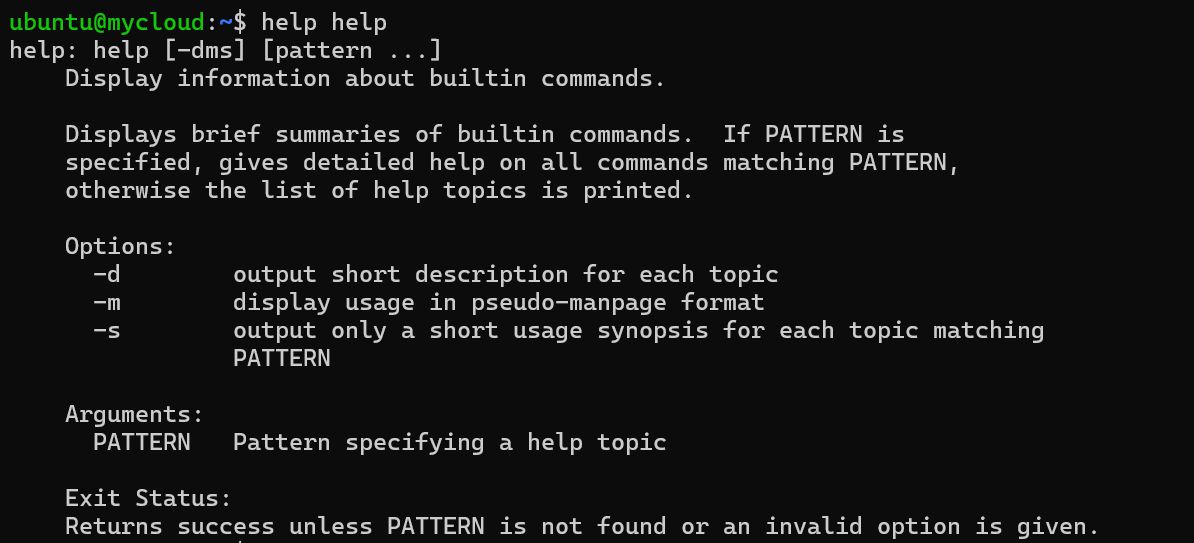 ubuntu@mycloud:~$ help help
help: help [-dms] [pattern ...]
    Display information about builtin commands.

    Displays brief summaries of builtin commands.  If PATTERN is
    specified, gives detailed help on all commands matching PATTERN,
    otherwise the list of help topics is printed.

    Options:
      -d        output short description for each topic
      -m        display usage in pseudo-manpage format
      -s        output only a short usage synopsis for each topic matching
                PATTERN

    Arguments:
      PATTERN   Pattern specifying a help topic

    Exit Status:
    Returns success unless PATTERN is not found or an invalid option is given.